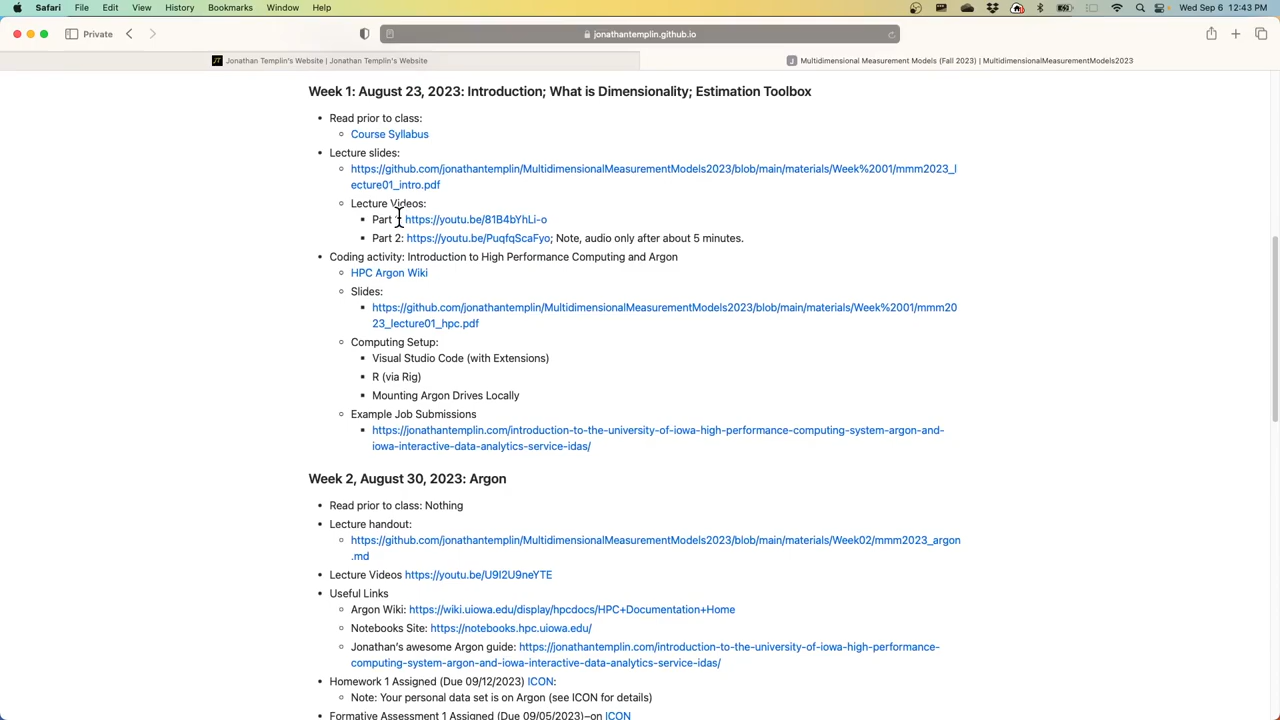 Safari File Edit View History Bookmarks Window Help Wed Sep 6 12:43 PM
Private jonathantemplin.github.io
Jonathan Templin's Website | Jonathan Templin's Website Multidimensional Measurement Models (Fall 2023) | MultidimensionalMeasurementModels2023
Week 1: August 23, 2023: Introduction; What is Dimensionality; Estimation Toolbox
• Read prior to class:
Course Syllabus
• Lecture slides:
https://github.com/jonathantemplin/MultidimensionalMeasurementModels2023/blob/main/materials/Week%2001/mmm2023_l
ecture01_intro.pdf
Lecture Videos:
Part https://youtu.be/81B4bYhLi-o
Part 2: https://youtu.be/PuqfqScaFyo; Note, audio only after about 5 minutes.
• Coding activity: Introduction to High Performance Computing and Argon
HPC Argon Wiki
Slides:
https://github.com/jonathantemplin/MultidimensionalMeasurementModels2023/blob/main/materials/Week%2001/mmm20
23_lecture01_hpc.pdf
Computing Setup:
Visual Studio Code (with Extensions)
R (via Rig)
Mounting Argon Drives Locally
Example Job Submissions
https://jonathantemplin.com/introduction-to-the-university-of-iowa-high-performance-computing-system-argon-and-
iowa-interactive-data-analytics-service-idas/
Week 2, August 30, 2023: Argon
• Read prior to class: Nothing
• Lecture handout:
https://github.com/jonathantemplin/MultidimensionalMeasurementModels2023/blob/main/materials/Week02/mmm2023_argon
.md
• Lecture Videos https://youtu.be/U9I2U9neYTE
• Useful Links
Argon Wiki: https://wiki.uiowa.edu/display/hpcdocs/HPC+Documentation+Home
Notebooks Site: https://notebooks.hpc.uiowa.edu/
Jonathan's awesome Argon guide: https://jonathantemplin.com/introduction-to-the-university-of-iowa-high-performance-
computing-system-argon-and-iowa-interactive-data-analytics-service-idas/
• Homework 1 Assigned (Due 09/12/2023) ICON:
Note: Your personal data set is on Argon (see ICON for details)
• Formative Assessment 1 Assigned (Due 09/05/2023)–on ICON